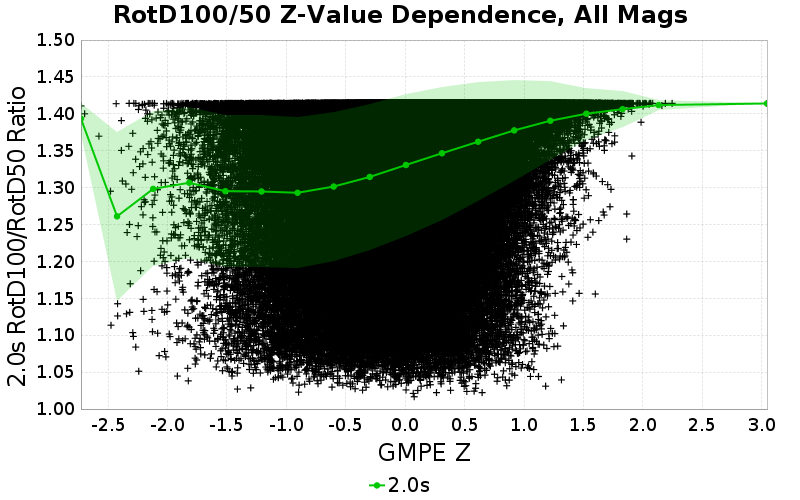 RotD100/50 Z-Value Dependence, All Mags
2.0s RotD100/RotD50 Ratio
1.50
1.45
1.40
1.35
1.30
1.25
1.20
1.15
1.10
1.05
1.00
-2.5 -2.0 -1.5 -1.0 -0.5 0.0 0.5 1.0 1.5 2.0 2.5 3.0
GMPE Z
2.0s